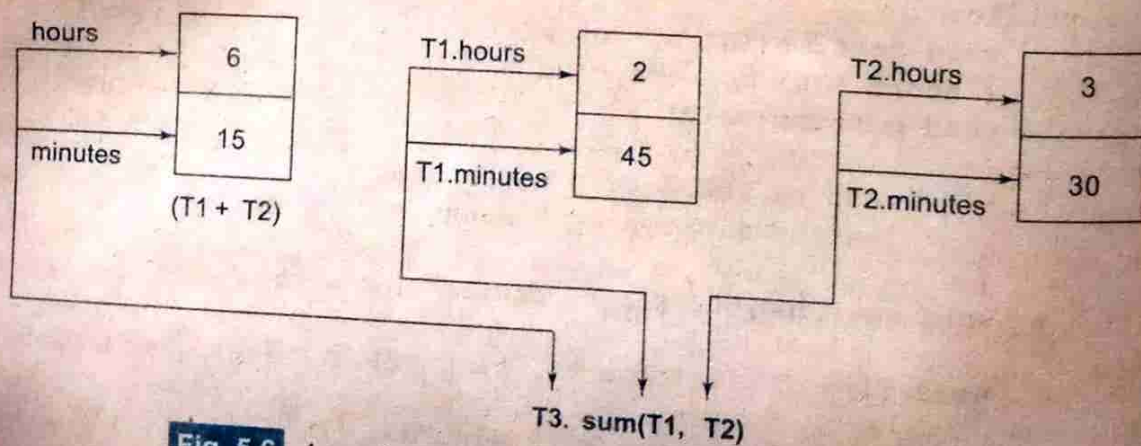 hours
6
minutes
15
(T1 + T2)
T1.hours
2
T1.minutes
45
T2.hours
3
T2.minutes
30
T3. sum(T1, T2)